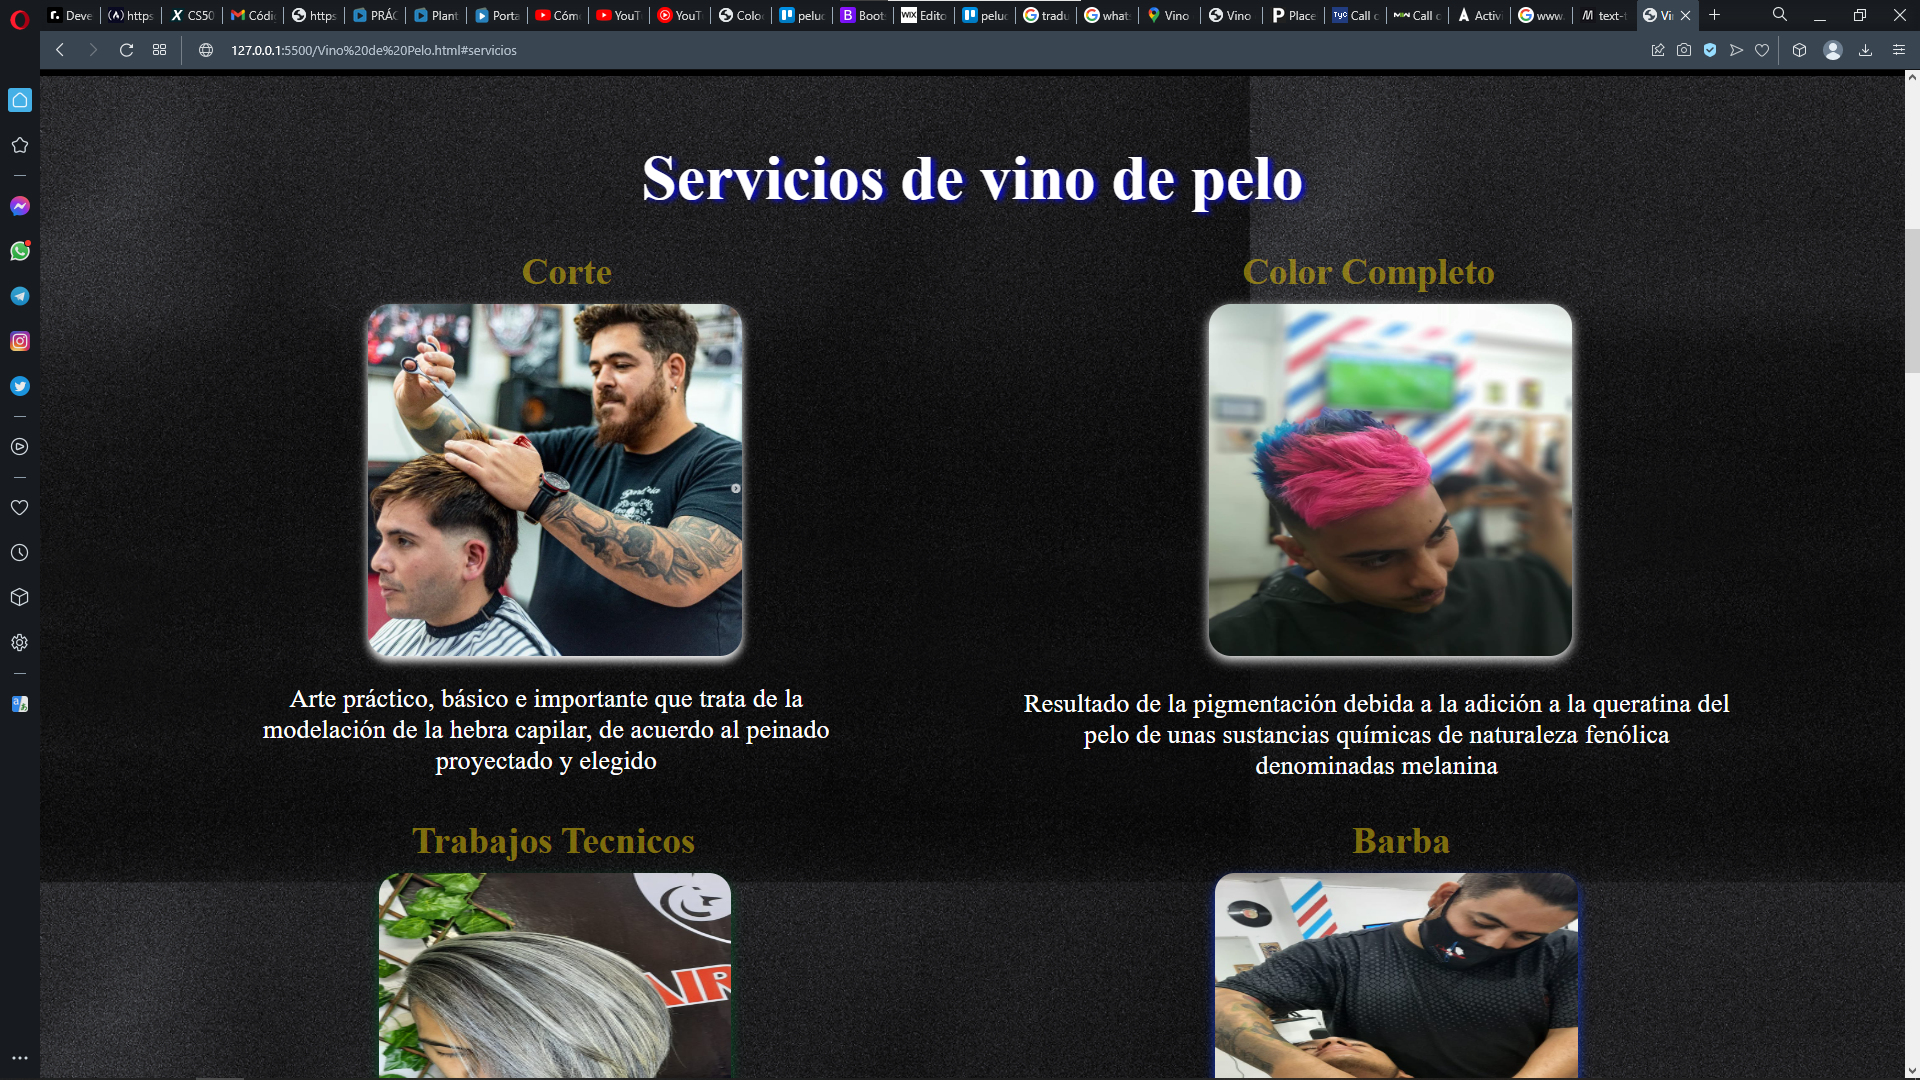 Deve
https
CS50
Códi
https
PRÁC
Plant
Porta
Cóm
YouT
YouT
Colo
peluc
B Boot
WIX Edito
peluc
tradu
what
Vino
Vino
Place
TyC Call c
Call c
Activi
www.
text-t
Vi
127.0.0.1:5500/Vino%20de%20Pelo.html#servicios
Servicios de vino de pelo
Corte
Color Completo
Arte práctico, básico e importante que trata de la
modelación de la hebra capilar, de acuerdo al peinado
proyectado y elegido
Resultado de la pigmentación debida a la adición a la queratina del
pelo de unas sustancias químicas de naturaleza fenólica
denominadas melanina
Trabajos Tecnicos
Barba
AIR